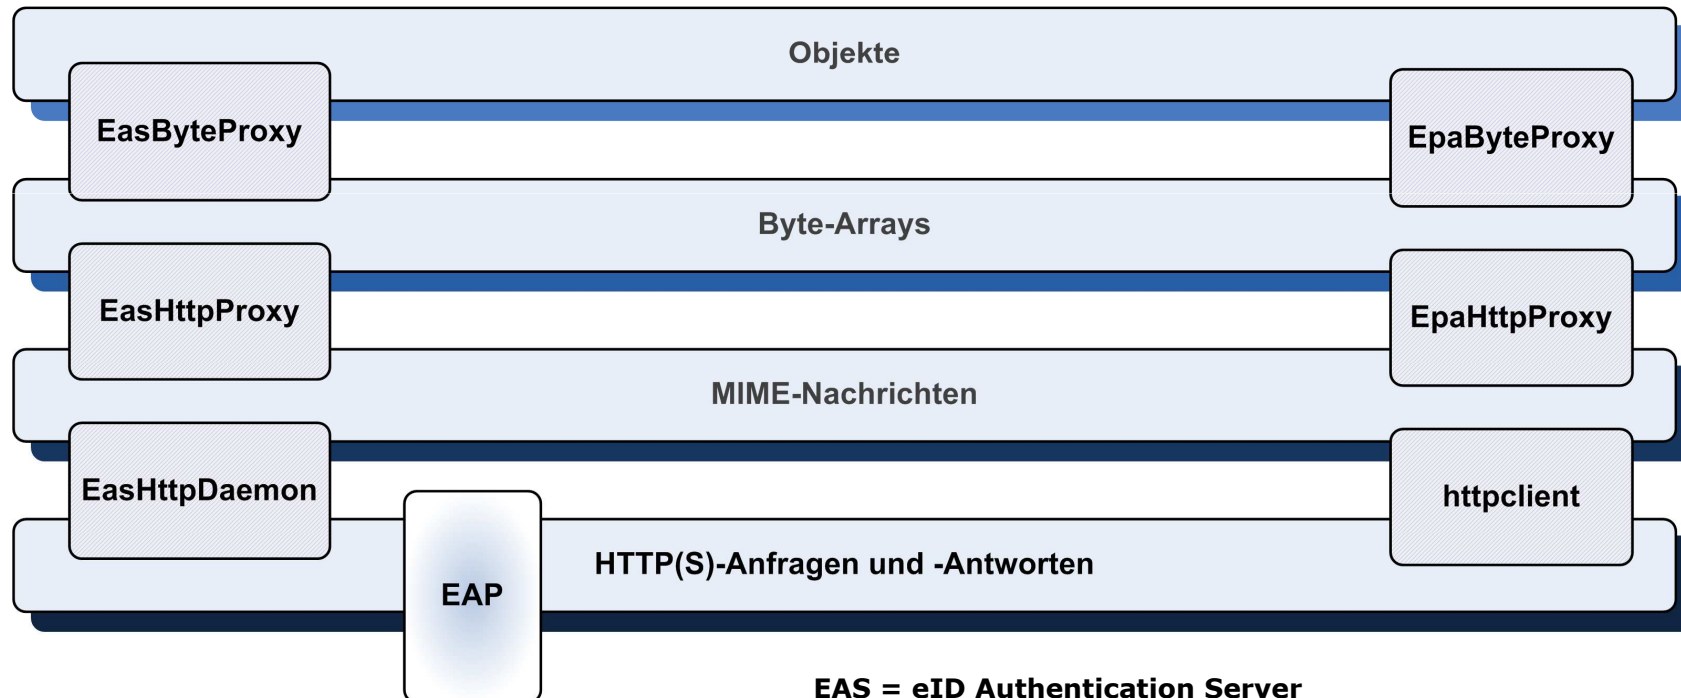 Objekte
EasByteProxy
EpaByteProxy
Byte-Arrays
EasHttpProxy
EpaHttpProxy
MIME-Nachrichten
EasHttpDaemon
httpclient
HTTP(S)-Anfragen und -Antworten
EAP
EAS = eID Authentication Server